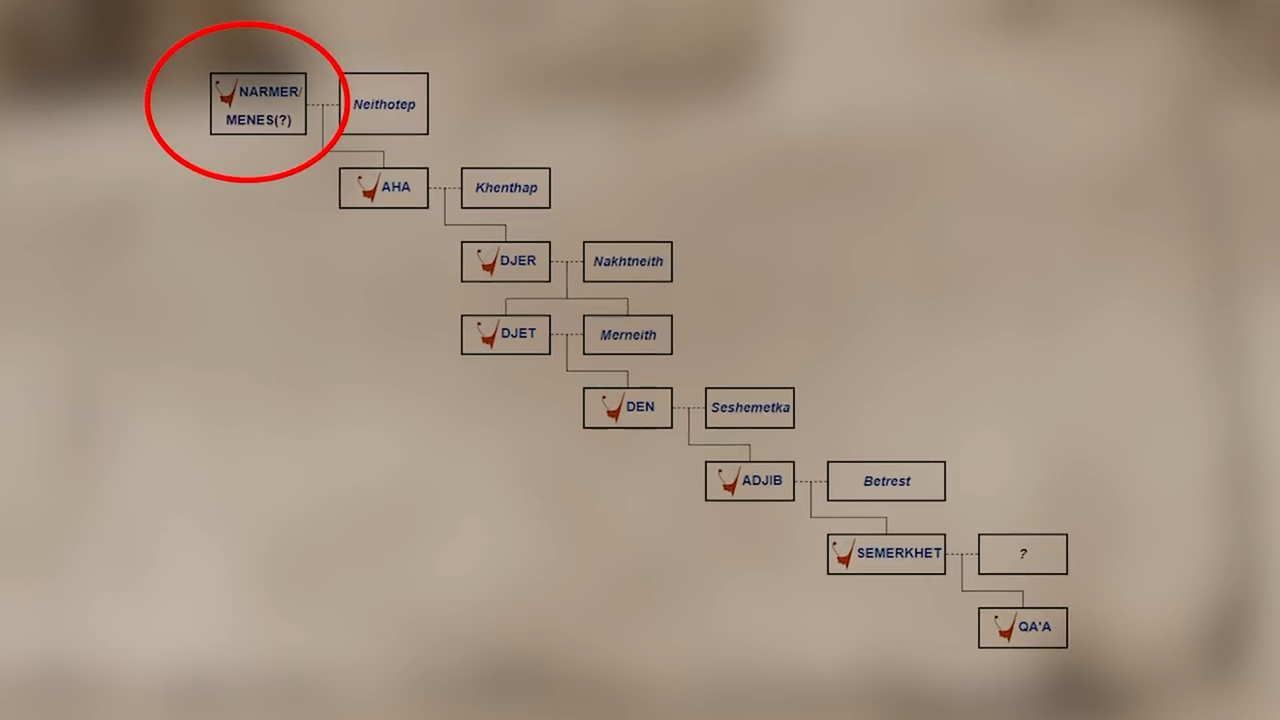 NARMER/
MENES(?)
Neithotep
AHA
Khenthap
DJER
Nakhtneith
DJET
Merneith
DEN
Seshemetka
ADJIB
Betrest
SEMERKHET
?
QA'A